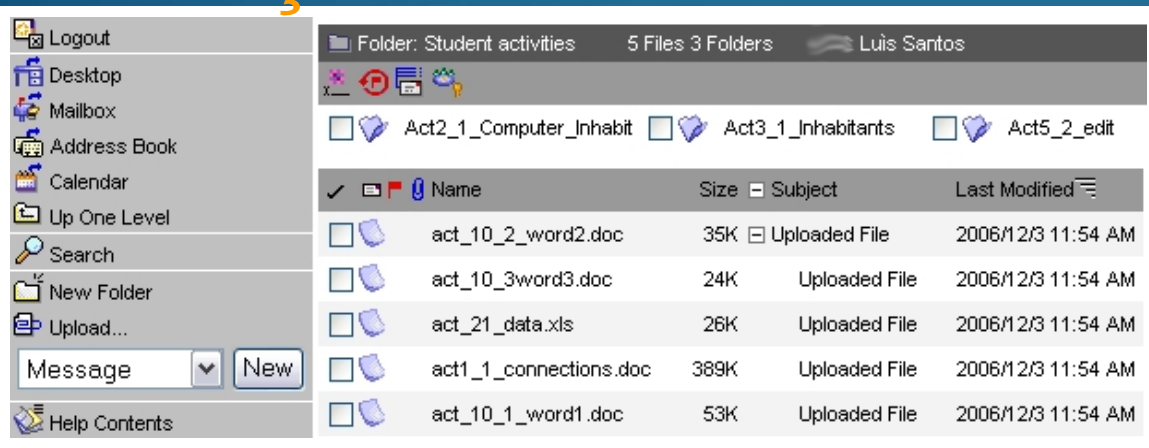 Logout
Desktop
Mailbox
Address Book
Calendar
Up One Level
Search
New Folder
Upload...
Message New
Help Contents
Folder: Student activities 5 Files 3 Folders Luìs Santos
Act2_1_Computer_Inhabit Act3_1_Inhabitants Act5_2_edit
Name Size Subject Last Modified
act_10_2_word2.doc 35K Uploaded File 2006/12/3 11:54 AM
act_10_3word3.doc 24K Uploaded File 2006/12/3 11:54 AM
act_21_data.xls 26K Uploaded File 2006/12/3 11:54 AM
act1_1_connections.doc 389K Uploaded File 2006/12/3 11:54 AM
act_10_1_word1.doc 53K Uploaded File 2006/12/3 11:54 AM